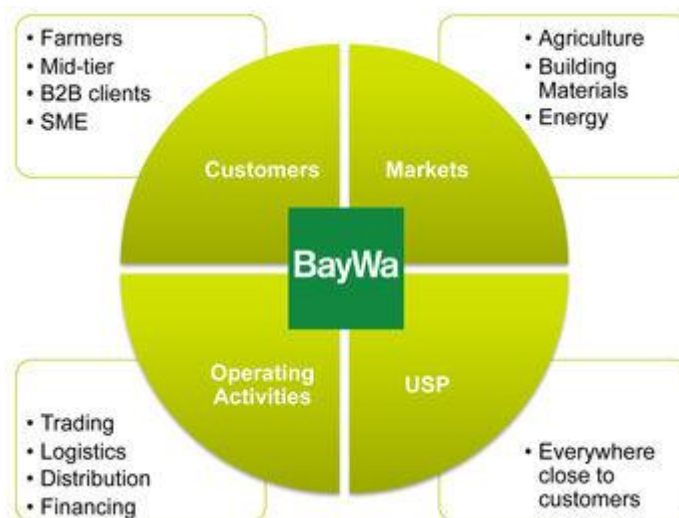 • Farmers
• Mid-tier
• B2B clients
• SME
• Agriculture
• Building
Materials
• Energy
Customers
Markets
BayWa
Operating
Activities
USP
• Trading
• Logistics
• Distribution
• Financing
• Everywhere
close to
customers